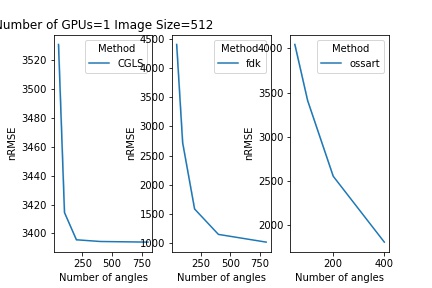 Number of GPUs=1 Image Size=512
Method
CGLS
3520
3500
3480
3460
3440
3420
3400
nRMSE
250
500
750
Number of angles
Method
fdk
4500
4000
3500
3000
2500
2000
1500
1000
nRMSE
250
500
750
Number of angles
Method
ossart
4000
3500
3000
2500
2000
nRMSE
200
400
Number of angles